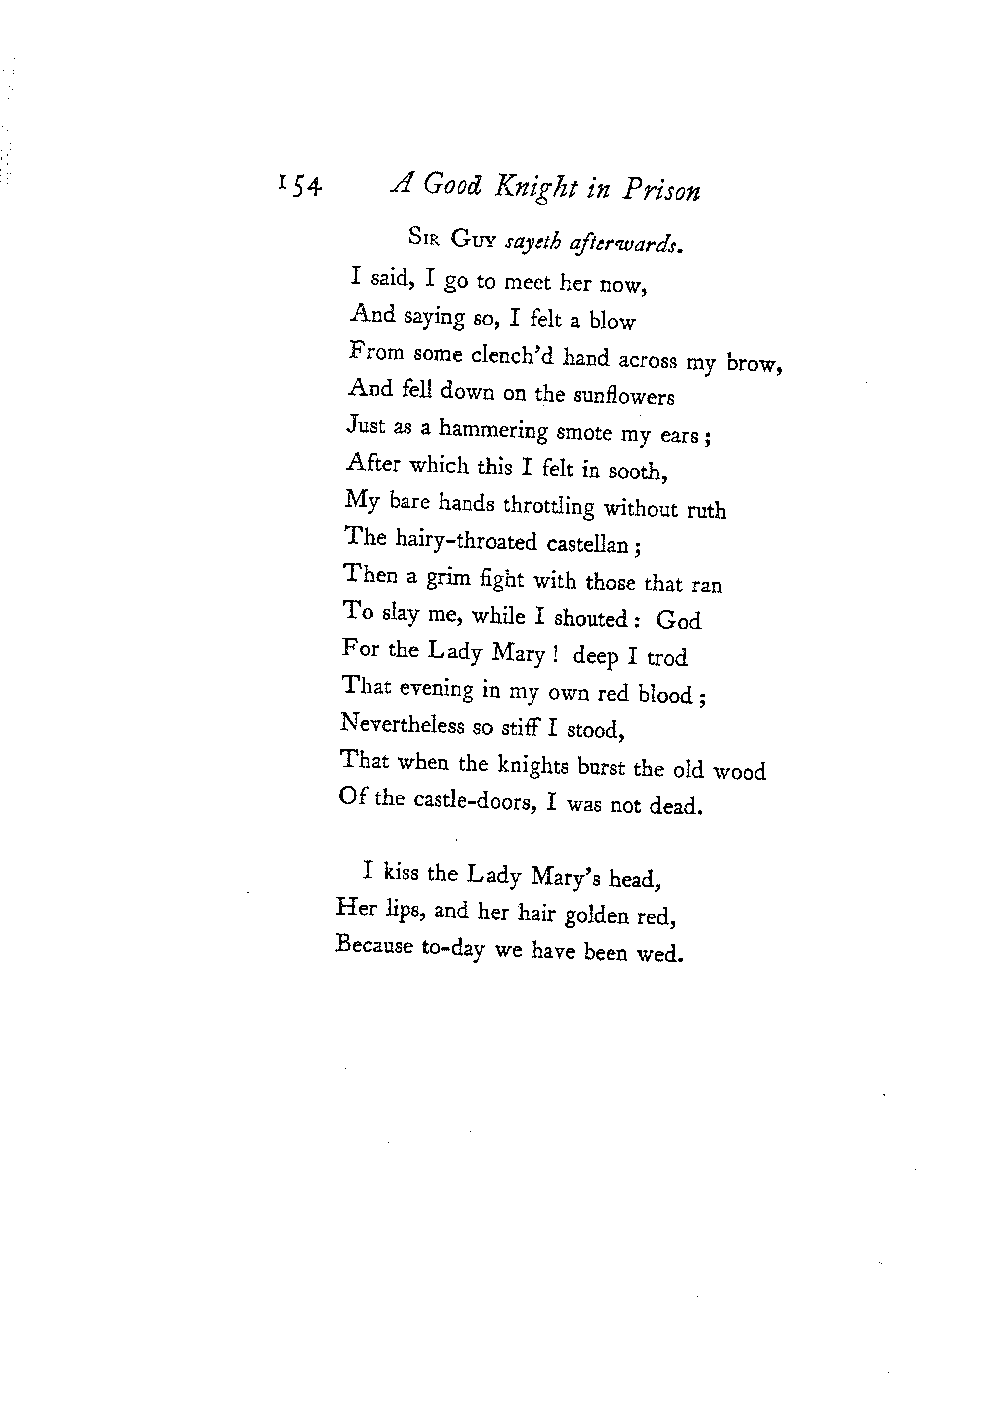 154 A Good Knight in Prison
SIR GUY sayeth afterwards.
I said, I go to meet her now,
And saying so, I felt a blow
From some clench'd hand across my brow,
And fell down on the sunflowers
Just as a hammering smote my ears;
After which this I felt in sooth,
My bare hands throttling without ruth
The hairy-throated castellan;
Then a grim fight with those that ran
To slay me, while I shouted: God
For the Lady Mary! deep I trod
That evening in my own red blood;
Nevertheless so stiff I stood,
That when the knights burst the old wood
Of the castle-doors, I was not dead.
I kiss the Lady Mary's head,
Her lips, and her hair golden red,
Because to-day we have been wed.